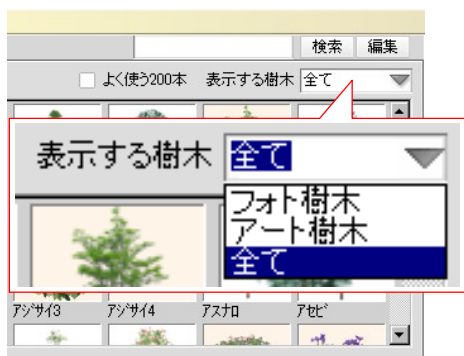 検索 編集
よく使う200本 表示する樹木 全て
表示する樹木 全て
フォト樹木
アート樹木
全て
アジサイ3 アジサイ4 アスナロ アセビ